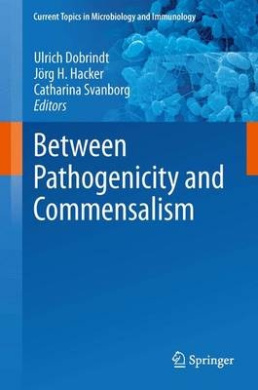 Current Topics in Microbiology and Immunology
Ulrich Dobrindt
Jörg H. Hacker
Catharina Svanborg
Editors
Between
Pathogenicity and
Commensalism
Springer